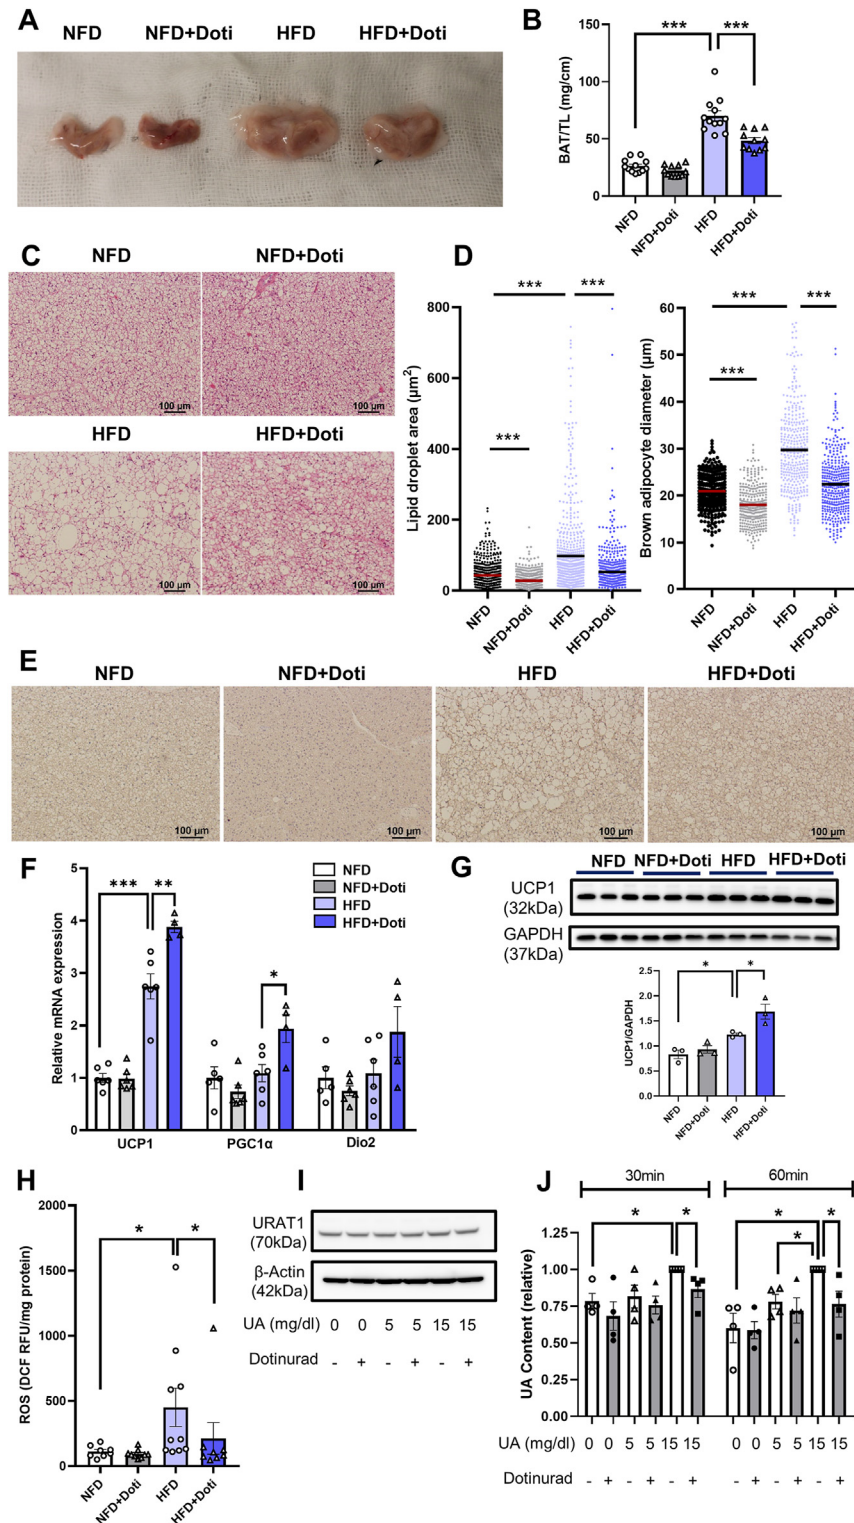 A
NFD NFD+Doti HFD HFD+Doti
B
***
***
BAT/TL (mg/cm)
150
100
50
0
NFD
NFD+Doti
HFD
HFD+Doti
C
NFD NFD+Doti
100 μm 100 μm
HFD HFD+Doti
100 μm 100 μm
D
***
***
***
Lipid droplet area (μm²)
800
600
400
200
0
NFD
NFD+Doti
HFD
HFD+Doti
***
***
***
Brown adipocyte diameter (μm)
60
50
40
30
20
10
0
NFD
NFD+Doti
HFD
HFD+Doti
E
NFD NFD+Doti HFD HFD+Doti
100 μm 100 μm 100 μm 100 μm
F
NFD
NFD+Doti
HFD
HFD+Doti
*** **
*
Relative mRNA expression
5
4
3
2
1
0
UCP1 PGC1α Dio2
G
NFD NFD+Doti HFD HFD+Doti
UCP1
(32kDa)
GAPDH
(37kDa)
* *
UCP1/GAPDH
2.5
2.0
1.5
1.0
0.5
0.0
NFD
NFD+Doti
HFD
HFD+Doti
H
* *
ROS (DCF RFU/mg protein)
2000
1500
1000
500
0
NFD
NFD+Doti
HFD
HFD+Doti
I
URAT1
(70kDa)
β-Actin
(42kDa)
UA (mg/dl) 0 0 5 5 15 15
Dotinurad - + - + - +
J
30min 60min
* * * * *
UA Content (relative)
1.25
1.00
0.75
0.50
0.25
0.00
UA (mg/dl) 0 0 5 5 15 15 0 0 5 5 15 15
Dotinurad - + - + - + - + - + - +